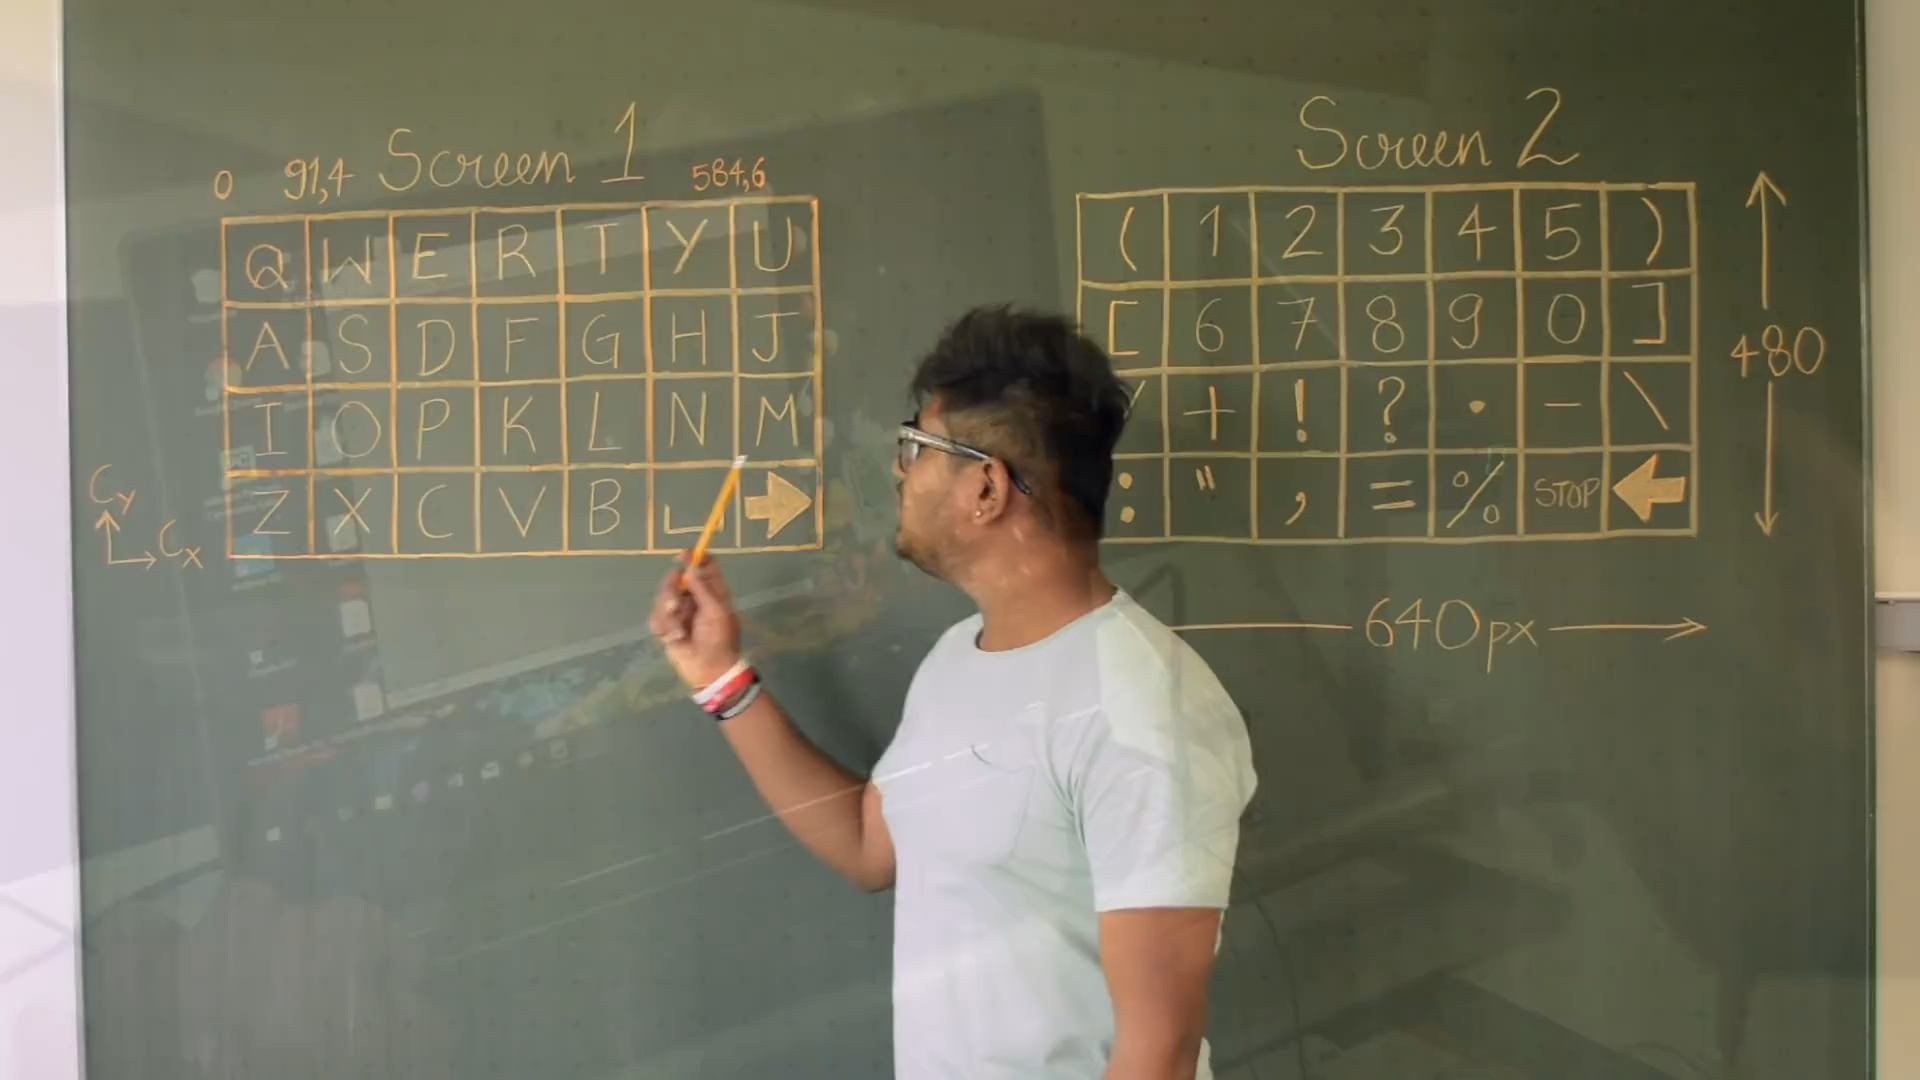 Screen 1
0 91,4 584,6
Q W E R T Y U
A S D F G H J
I O P K L N M
Z X C V B
Cy
Cx
Screen 2
( 1 2 3 4 5 )
[ 6 7 8 9 0 ]
+ ! ? . - \
: " , = % STOP
480
640px